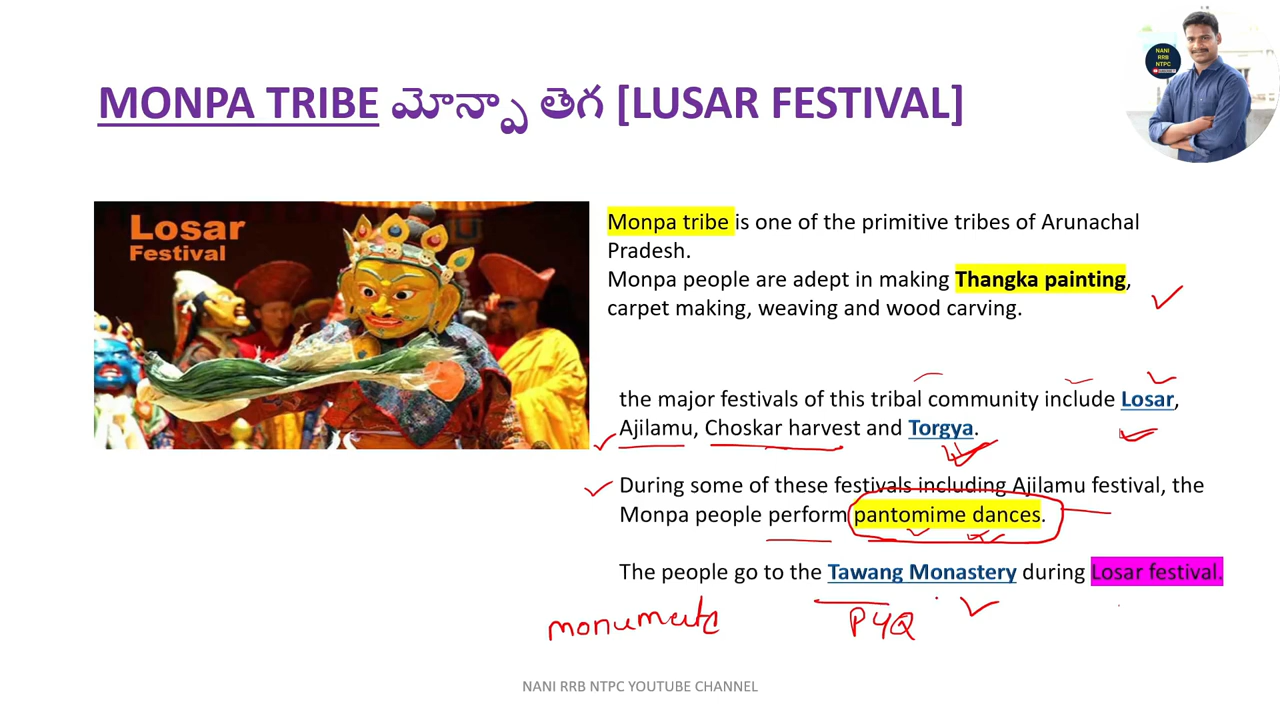 NANI
RRB
NTPC
MONPA TRIBE మోన్పా తెగ [LUSAR FESTIVAL]
Losar
Festival
Monpa tribe is one of the primitive tribes of Arunachal
Pradesh.
Monpa people are adept in making Thangka painting,
carpet making, weaving and wood carving.
the major festivals of this tribal community include Losar,
Ajilamu, Choskar harvest and Torgya.
During some of these festivals including Ajilamu festival, the
Monpa people perform pantomime dances.
The people go to the Tawang Monastery during Losar festival.
PYQ
NANI RRB NTPC YOUTUBE CHANNEL